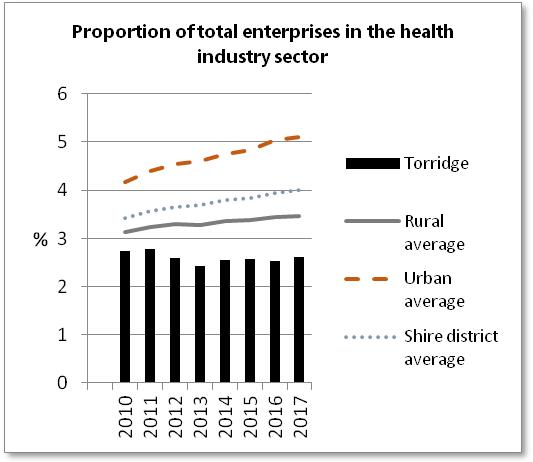 Proportion of total enterprises in the health
industry sector
6
5
4
3
2
1
0
%
2010
2011
2012
2013
2014
2015
2016
2017
Torridge
Rural
average
Urban
average
Shire district
average